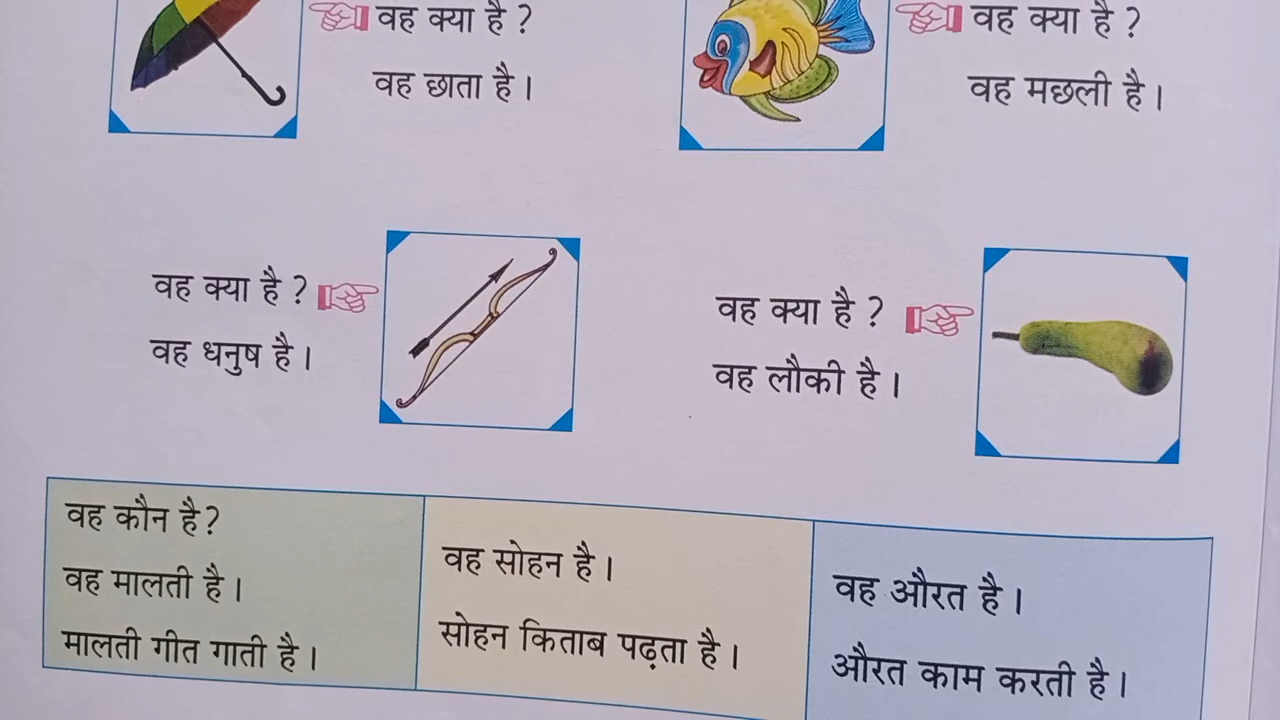 वह क्या है ?
वह छाता है ।
वह क्या है ?
वह मछली है ।
वह क्या है ?
वह धनुष है ।
वह क्या है ?
वह लौकी है ।
वह कौन है?
वह मालती है ।
मालती गीत गाती है ।
वह सोहन है ।
सोहन किताब पढ़ता है ।
वह औरत है ।
औरत काम करती है ।